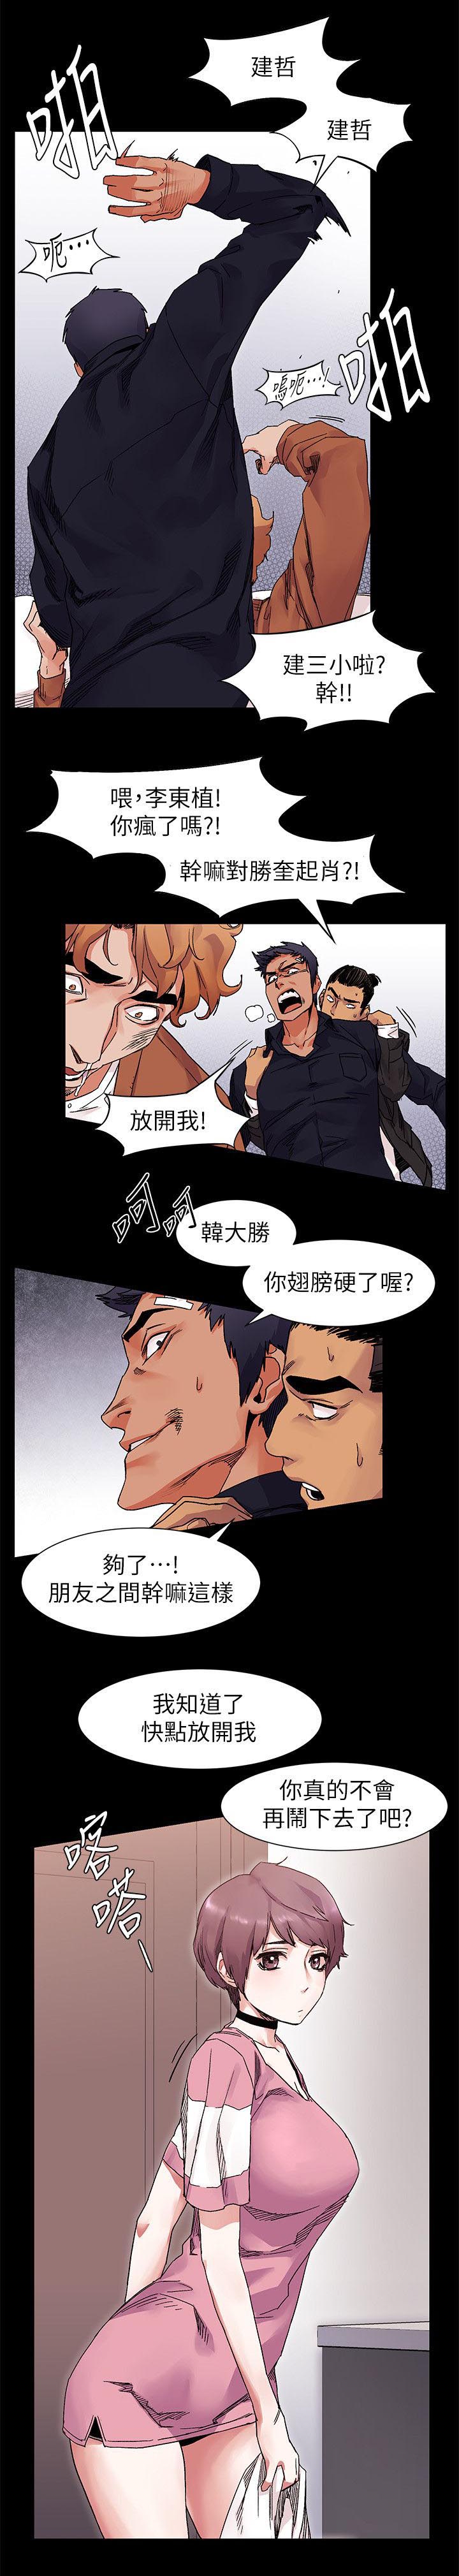 啪
建哲
建哲
呃⋯
啪
嗚呃⋯!
建三小啦?
幹!!
喂，李東植!
你瘋了嗎?!
幹嘛對勝奎起肖?!
放開我!
呵呵
韓大勝
你翅膀硬了喔?
夠了⋯!
朋友之間幹嘛這樣
我知道了
快點放開我
你真的不會
再鬧下去了吧?
喀嗒